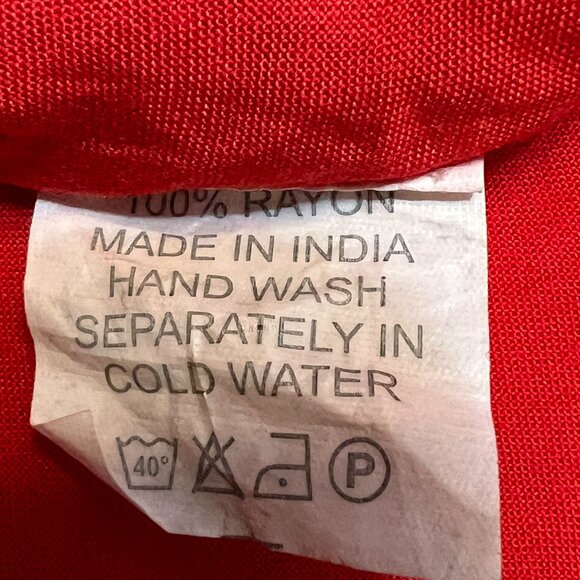 100% RAYON
MADE IN INDIA
HAND WASH
SEPARATELY IN
COLD WATER
40° P